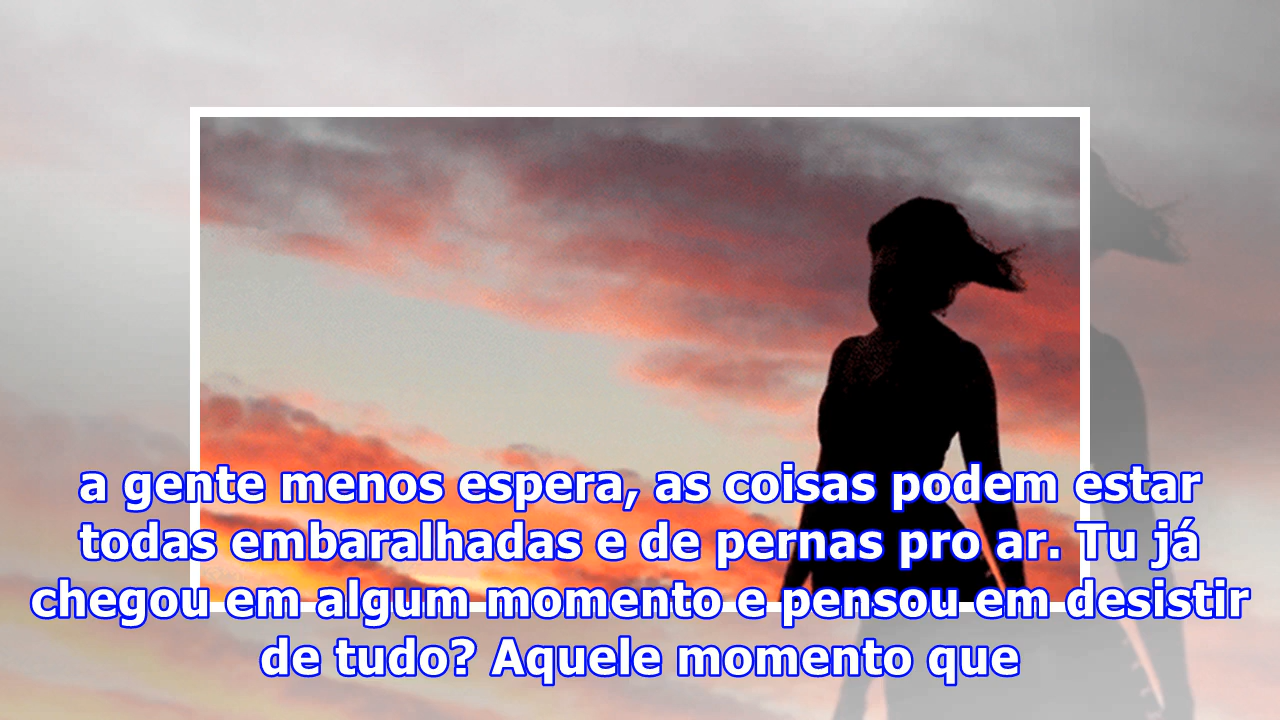 a gente menos espera, as coisas podem estar
todas embaralhadas e de pernas pro ar. Tu já
chegou em algum momento e pensou em desistir
de tudo? Aquele momento que